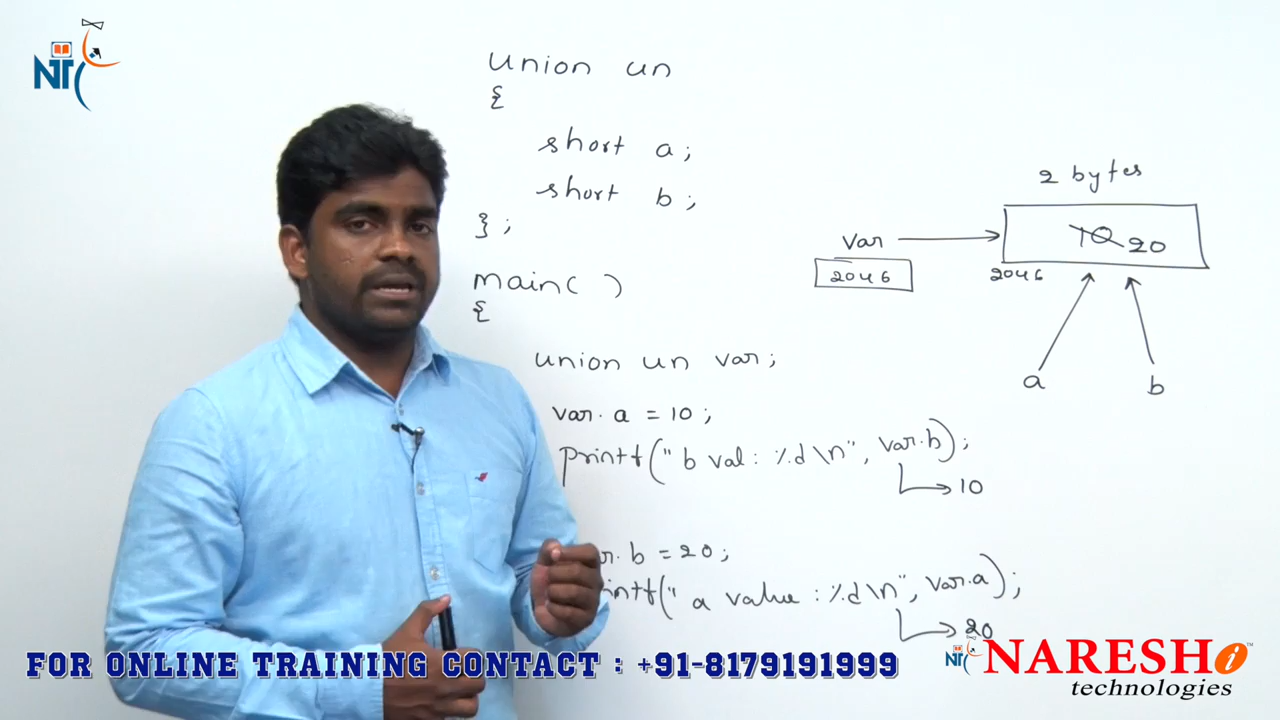 NT
union un
{
short a;
short b;
};
main( )
{
union un var;
var. a = 10;
printf(" b val: %d\n", var.b);
10
r. b = 20;
intf(" a value : %d\n", var.a);
20
2 bytes
var
2046
10 20
2046
a
b
FOR ONLINE TRAINING CONTACT : +91-8179191999
NT
NARESH i
technologies